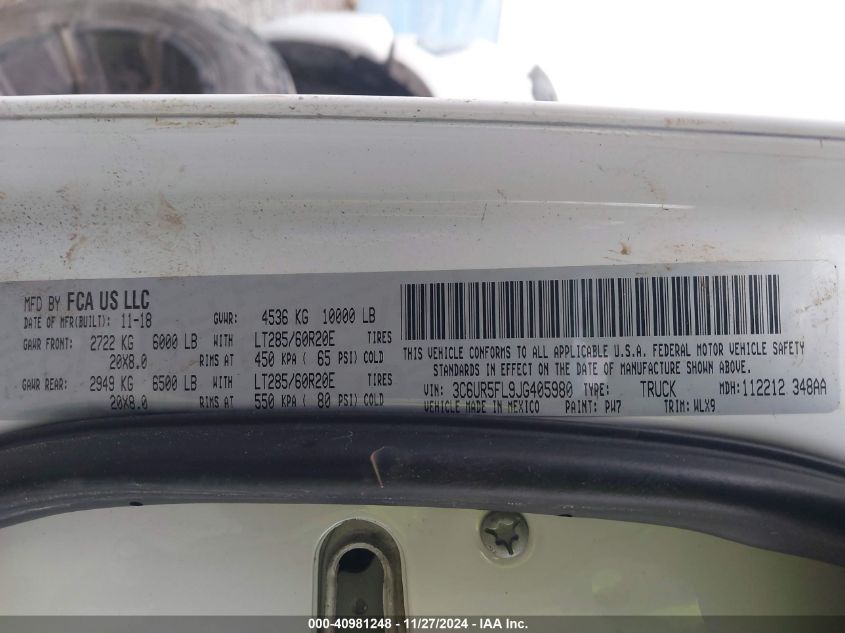 MFD BY FCA US LLC
DATE OF MFR(BUILT): 11-18 GVWR: 4536 KG 10000 LB
GAWR FRONT: 2722 KG 6000 LB WITH LT285/60R20E TIRES
20X8.0 RIMS AT 450 KPA ( 65 PSI) COLD
GAWR REAR: 2949 KG 6500 LB WITH LT285/60R20E TIRES
20X8.0 RIMS AT 550 KPA ( 80 PSI) COLD
THIS VEHICLE CONFORMS TO ALL APPLICABLE U.S.A. FEDERAL MOTOR VEHICLE SAFETY
STANDARDS IN EFFECT ON THE DATE OF MANUFACTURE SHOWN ABOVE.
VIN: 3C6UR5FL9JG405980 TYPE: TRUCK MDH: 112212 348AA
VEHICLE MADE IN MEXICO PAINT: PW7 TRIM: WLX9
000-40981248 - 11/27/2024 - IAA Inc.